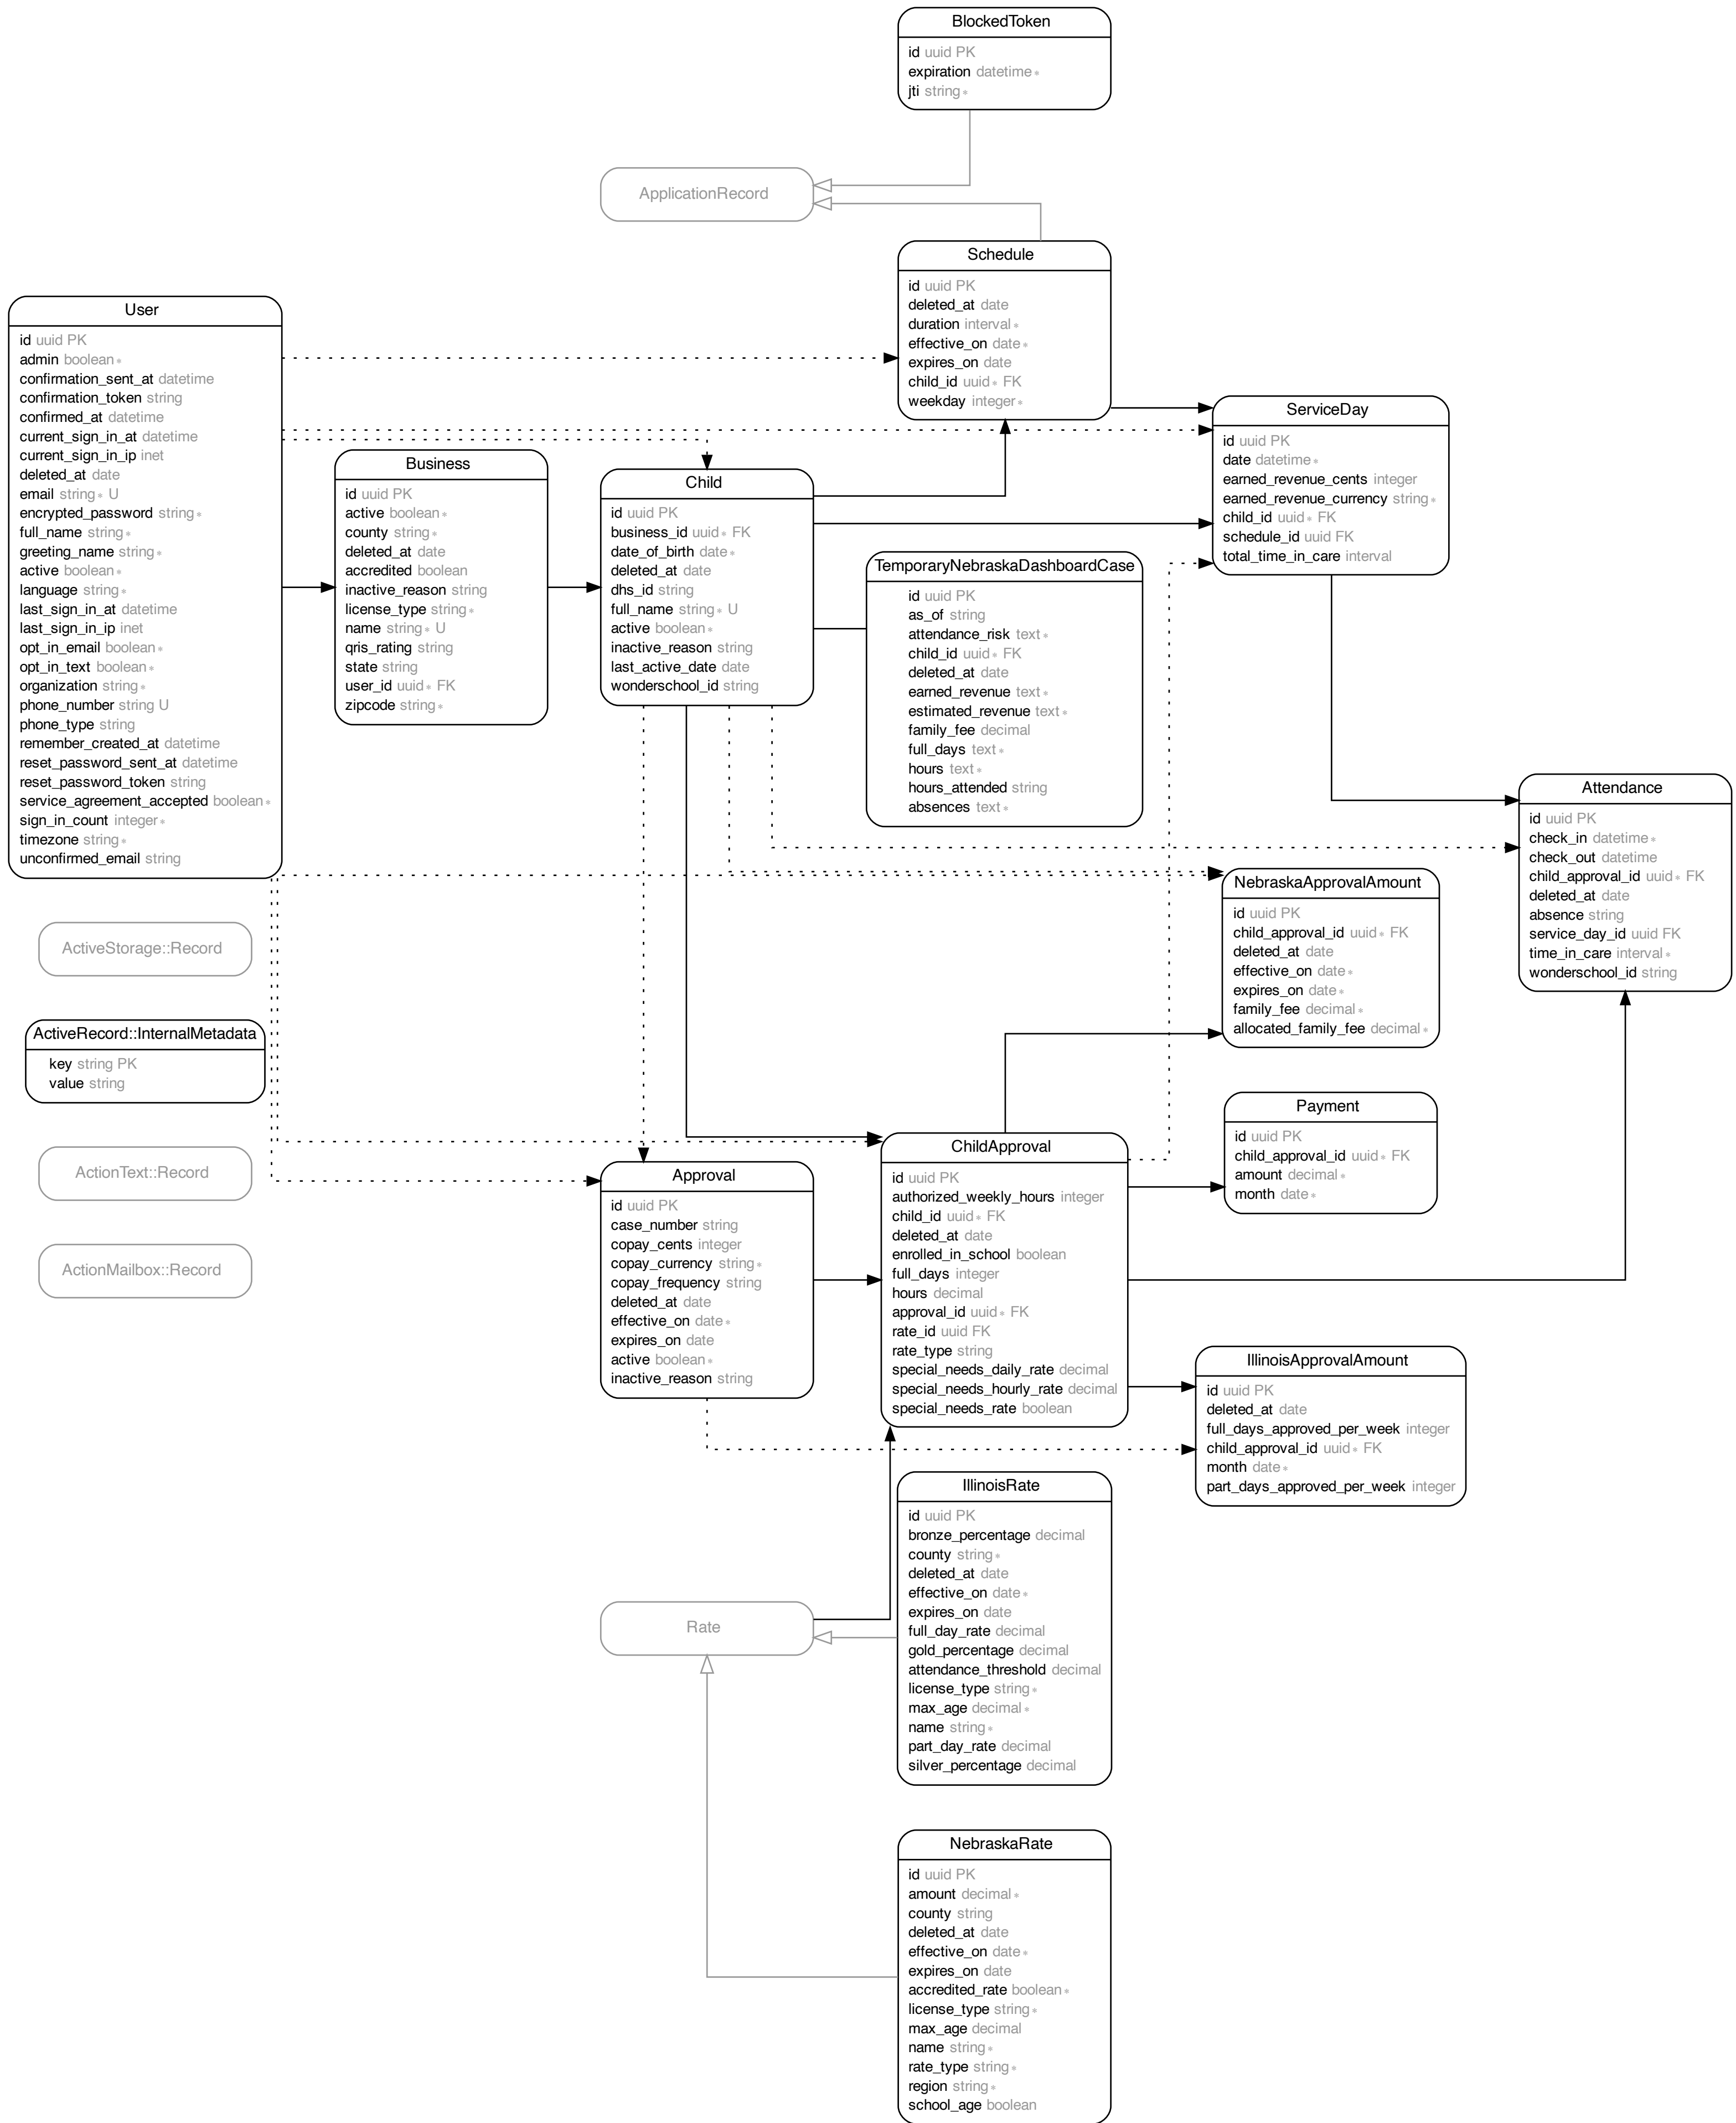 BlockedToken
id uuid PK
expiration datetime *
jti string *
ApplicationRecord
Schedule
id uuid PK
deleted_at date
duration interval *
effective_on date *
expires_on date
child_id uuid * FK
weekday integer *
User
id uuid PK
admin boolean *
confirmation_sent_at datetime
confirmation_token string
confirmed_at datetime
current_sign_in_at datetime
current_sign_in_ip inet
deleted_at date
email string * U
encrypted_password string *
full_name string *
greeting_name string *
active boolean *
language string *
last_sign_in_at datetime
last_sign_in_ip inet
opt_in_email boolean *
opt_in_text boolean *
organization string *
phone_number string U
phone_type string
remember_created_at datetime
reset_password_sent_at datetime
reset_password_token string
service_agreement_accepted boolean *
sign_in_count integer *
timezone string *
unconfirmed_email string
Business
id uuid PK
active boolean *
county string *
deleted_at date
accredited boolean
inactive_reason string
license_type string *
name string * U
qris_rating string
state string
user_id uuid * FK
zipcode string *
Child
id uuid PK
business_id uuid * FK
date_of_birth date *
deleted_at date
dhs_id string
full_name string * U
active boolean *
inactive_reason string
last_active_date date
wonderschool_id string
ServiceDay
id uuid PK
date datetime *
earned_revenue_cents integer
earned_revenue_currency string *
child_id uuid * FK
schedule_id uuid FK
total_time_in_care interval
TemporaryNebraskaDashboardCase
id uuid PK
as_of string
attendance_risk text *
child_id uuid * FK
deleted_at date
earned_revenue text *
estimated_revenue text *
family_fee decimal
full_days text *
hours text *
hours_attended string
absences text *
Attendance
id uuid PK
check_in datetime *
check_out datetime
child_approval_id uuid * FK
deleted_at date
absence string
service_day_id uuid FK
time_in_care interval *
wonderschool_id string
NebraskaApprovalAmount
id uuid PK
child_approval_id uuid * FK
deleted_at date
effective_on date *
expires_on date *
family_fee decimal *
allocated_family_fee decimal *
ActiveStorage::Record
ActiveRecord::InternalMetadata
key string PK
value string
ActionText::Record
ActionMailbox::Record
Payment
id uuid PK
child_approval_id uuid * FK
amount decimal *
month date *
ChildApproval
id uuid PK
authorized_weekly_hours integer
child_id uuid * FK
deleted_at date
enrolled_in_school boolean
full_days integer
hours decimal
approval_id uuid * FK
rate_id uuid FK
rate_type string
special_needs_daily_rate decimal
special_needs_hourly_rate decimal
special_needs_rate boolean
Approval
id uuid PK
case_number string
copay_cents integer
copay_currency string *
copay_frequency string
deleted_at date
effective_on date *
expires_on date
active boolean *
inactive_reason string
IllinoisApprovalAmount
id uuid PK
deleted_at date
full_days_approved_per_week integer
child_approval_id uuid * FK
month date *
part_days_approved_per_week integer
IllinoisRate
id uuid PK
bronze_percentage decimal
county string *
deleted_at date
effective_on date *
expires_on date
full_day_rate decimal
gold_percentage decimal
attendance_threshold decimal
license_type string *
max_age decimal *
name string *
part_day_rate decimal
silver_percentage decimal
Rate
NebraskaRate
id uuid PK
amount decimal *
county string
deleted_at date
effective_on date *
expires_on date
accredited_rate boolean *
license_type string *
max_age decimal
name string *
rate_type string *
region string *
school_age boolean